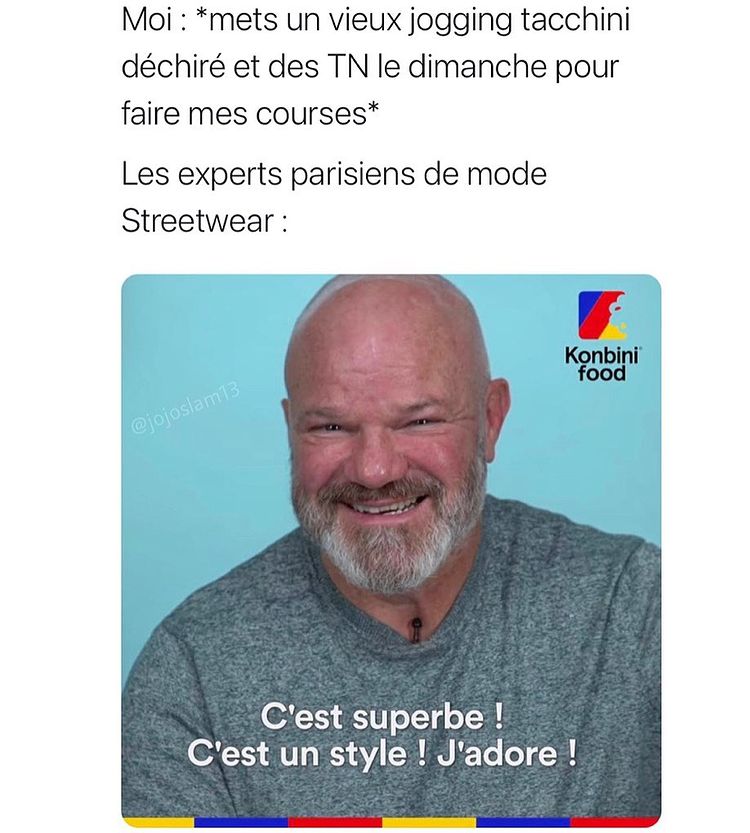 Moi : *mets un vieux jogging tacchini
déchiré et des TN le dimanche pour
faire mes courses*
Les experts parisiens de mode
Streetwear :
Konbini
food
@jojoslam13
C'est superbe !
C'est un style ! J'adore !